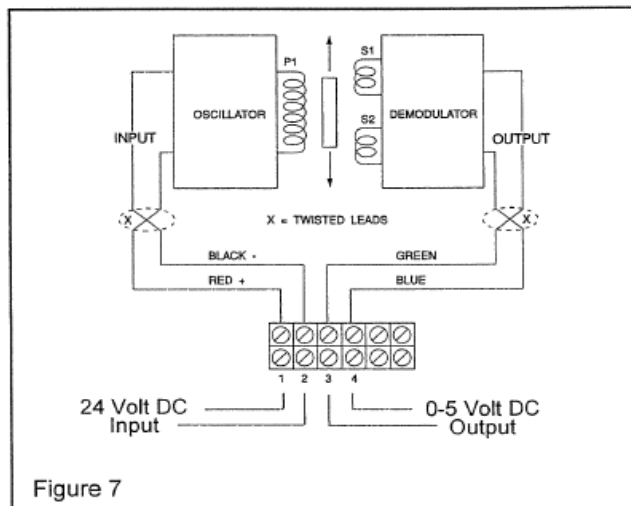 P1
S1
OSCILLATOR
DEMODULATOR
S2
INPUT
OUTPUT
X
X = TWISTED LEADS
X
BLACK -
GREEN
RED +
BLUE
1 2 3 4
24 Volt DC
Input
0-5 Volt DC
Output
Figure 7